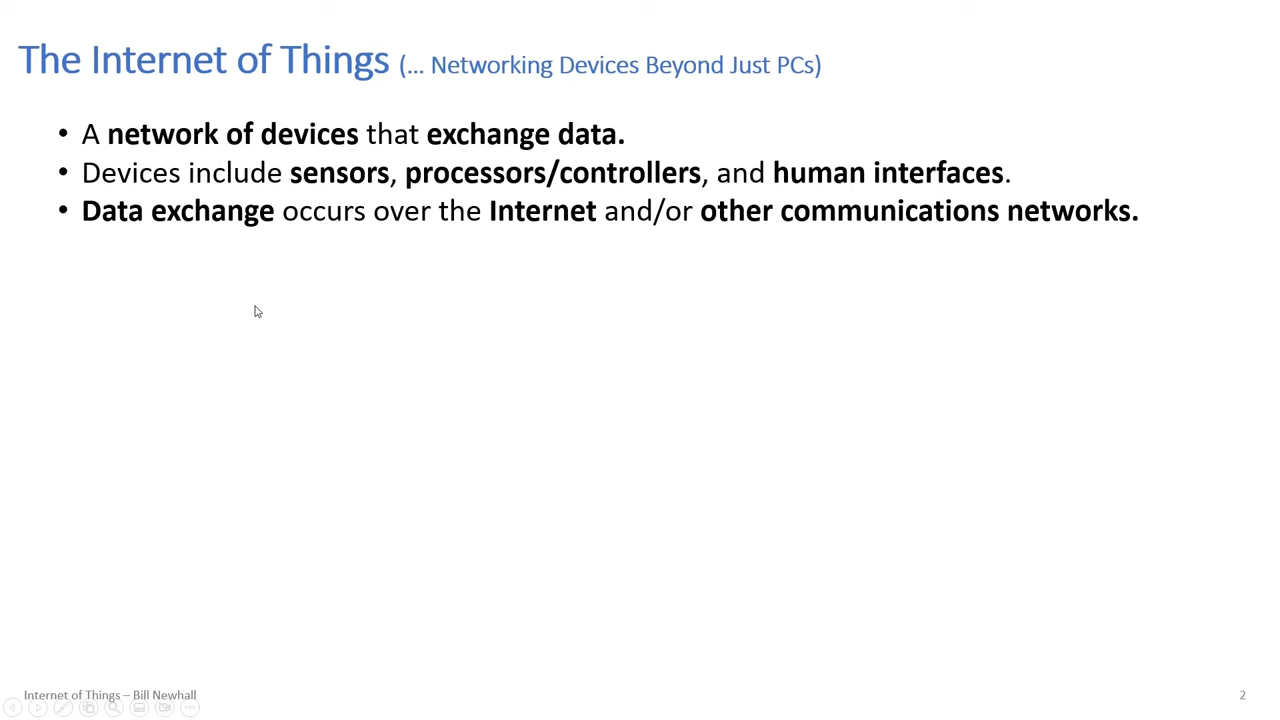 The Internet of Things (... Networking Devices Beyond Just PCs)
• A network of devices that exchange data.
• Devices include sensors, processors/controllers, and human interfaces.
• Data exchange occurs over the Internet and/or other communications networks.
Internet of Things – Bill Newhall
2